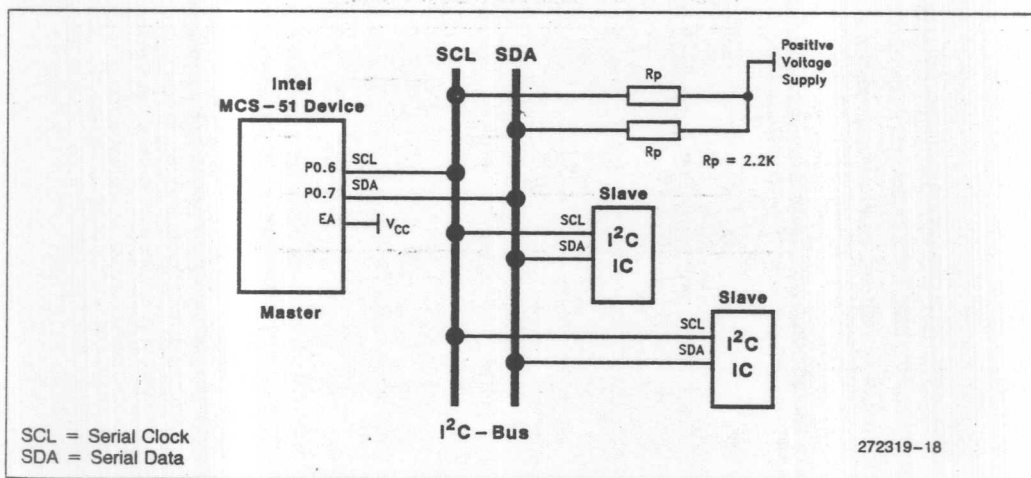 SCL SDA
Positive
Voltage
Supply
Rp
Rp
Rp = 2.2K
Intel
MCS-51 Device
P0.6 SCL
P0.7 SDA
EA VCC
Master
Slave
SCL
SDA
I²C
IC
Slave
SCL
SDA
I²C
IC
I²C-Bus
SCL = Serial Clock
SDA = Serial Data
272319-18